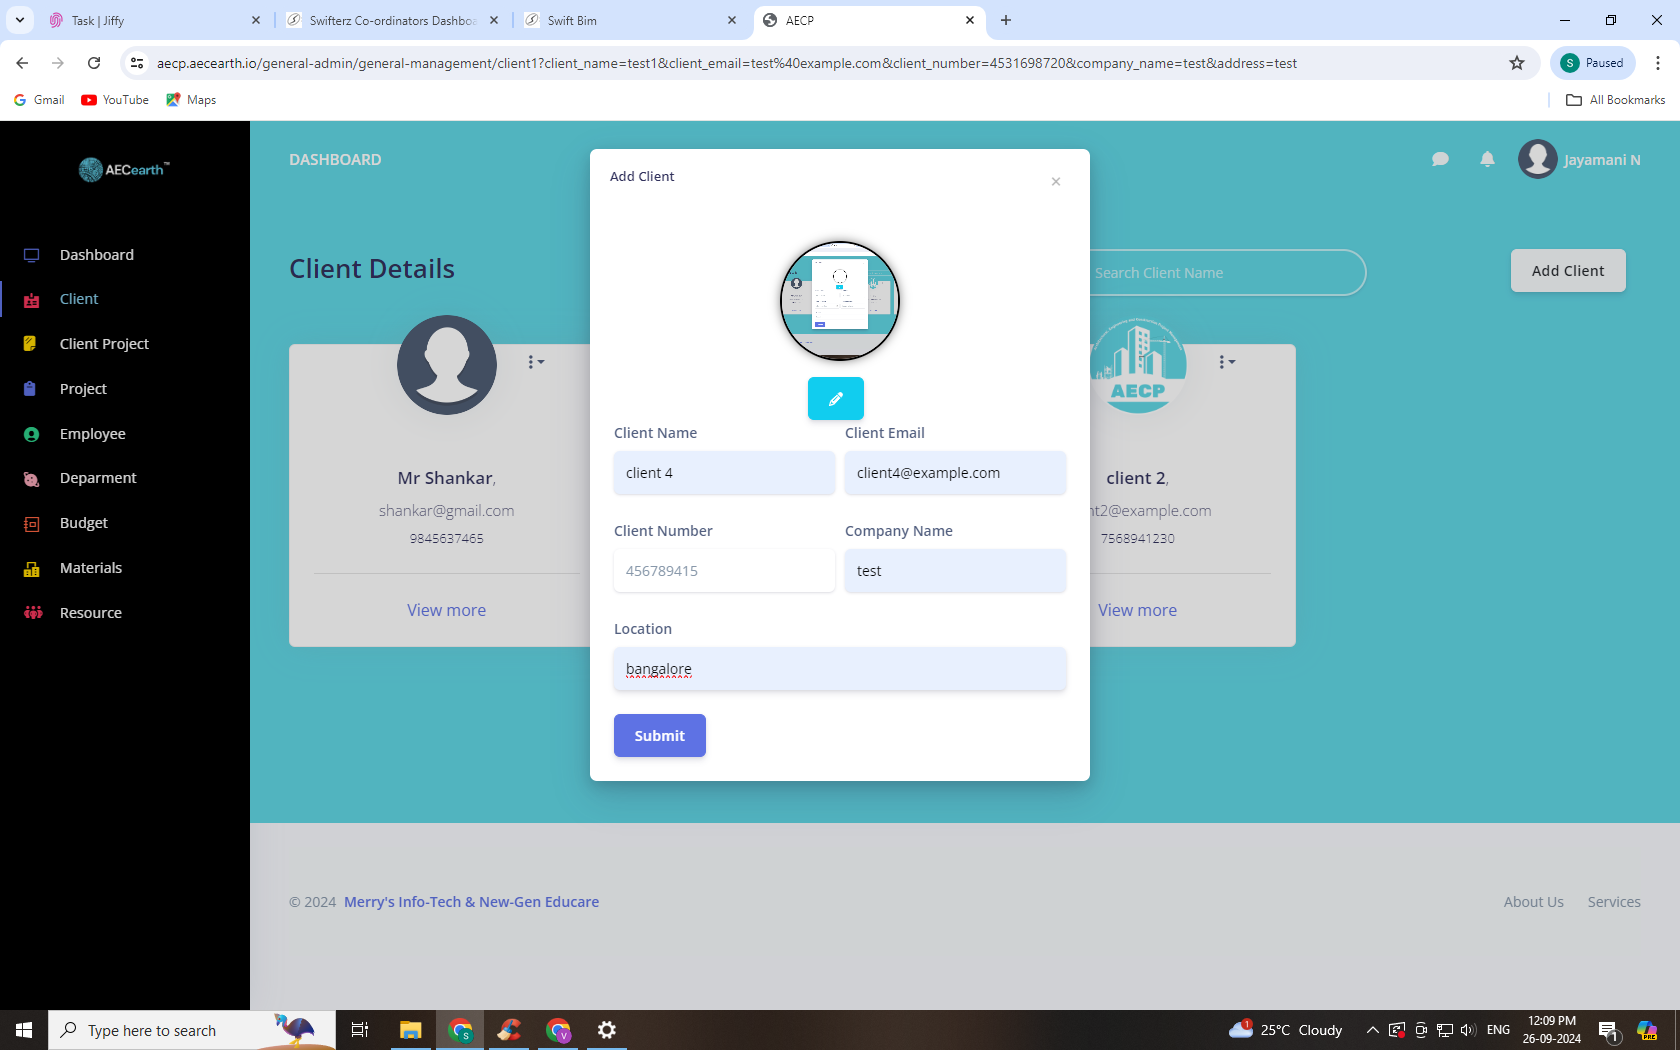 Task | Jiffy
Swifterz Co-ordinators Dashboa
Swift Bim
AECP
aecp.aecearth.io/general-admin/general-management/client1?client_name=test1&client_email=test%40example.com&client_number=4531698720&company_name=test&address=test
S
Paused
Gmail
YouTube
Maps
All Bookmarks
AECearth™
DASHBOARD
Jayamani N
Dashboard
Client
Client Project
Project
Employee
Deparment
Budget
Materials
Resource
Client Details
Search Client Name
Add Client
Mr Shankar,
shankar@gmail.com
9845637465
View more
AECP
client 2,
nt2@example.com
7568941230
View more
Add Client
×
Client Name
Client Email
client 4
client4@example.com
Client Number
Company Name
456789415
test
Location
bangalore
Submit
© 2024 Merry's Info-Tech & New-Gen Educare
About Us
Services
Type here to search
S
V
1
25°C Cloudy
ENG
12:09 PM
26-09-2024
1
PRE